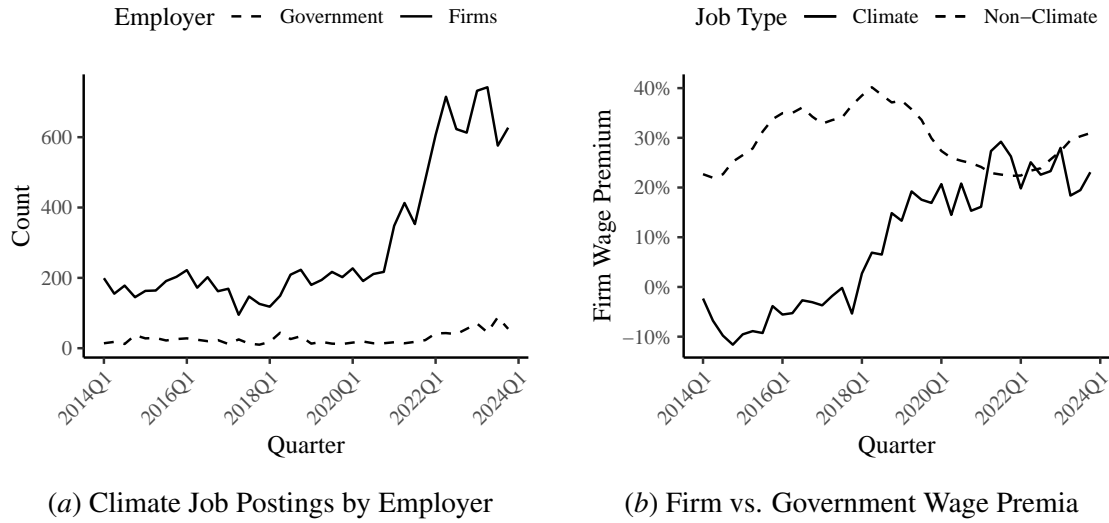 Employer Government Firms
Count
600
400
200
0
2014Q1
2016Q1
2018Q1
2020Q1
2022Q1
2024Q1
Quarter
(a) Climate Job Postings by Employer
Job Type Climate Non−Climate
Firm Wage Premium
40%
30%
20%
10%
0%
−10%
2014Q1
2016Q1
2018Q1
2020Q1
2022Q1
2024Q1
Quarter
(b) Firm vs. Government Wage Premia